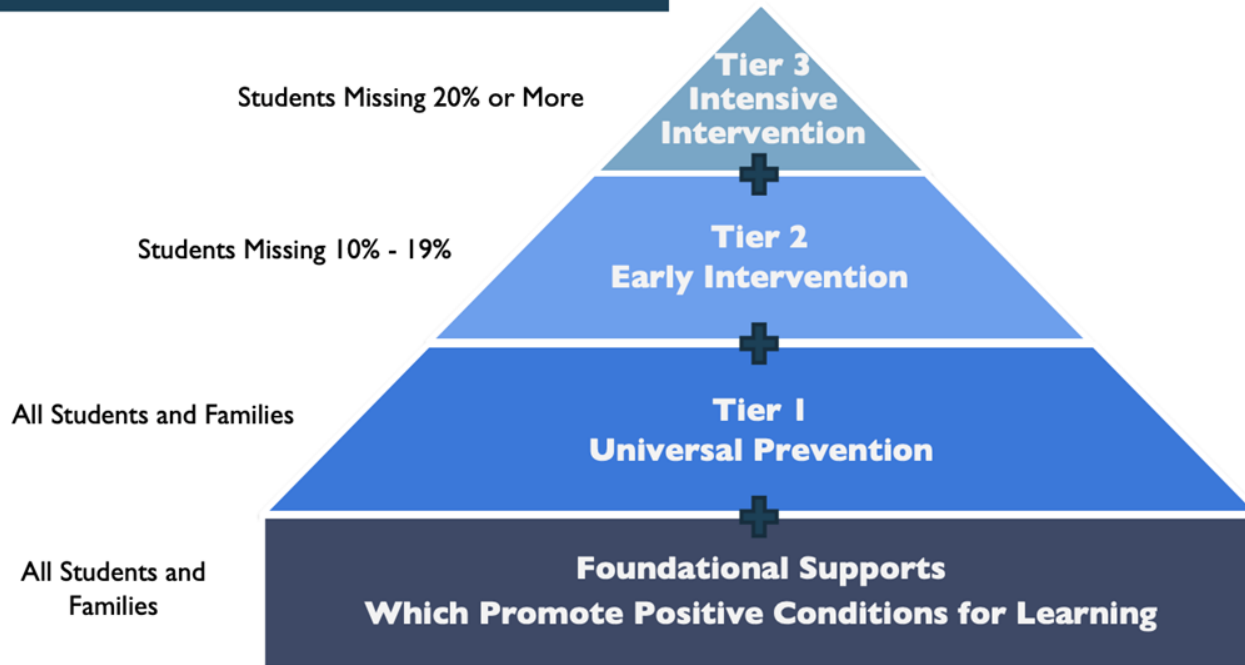 Students Missing 20% or More
Tier 3
Intensive
Intervention
Students Missing 10% - 19%
Tier 2
Early Intervention
All Students and Families
Tier 1
Universal Prevention
All Students and
Families
Foundational Supports
Which Promote Positive Conditions for Learning